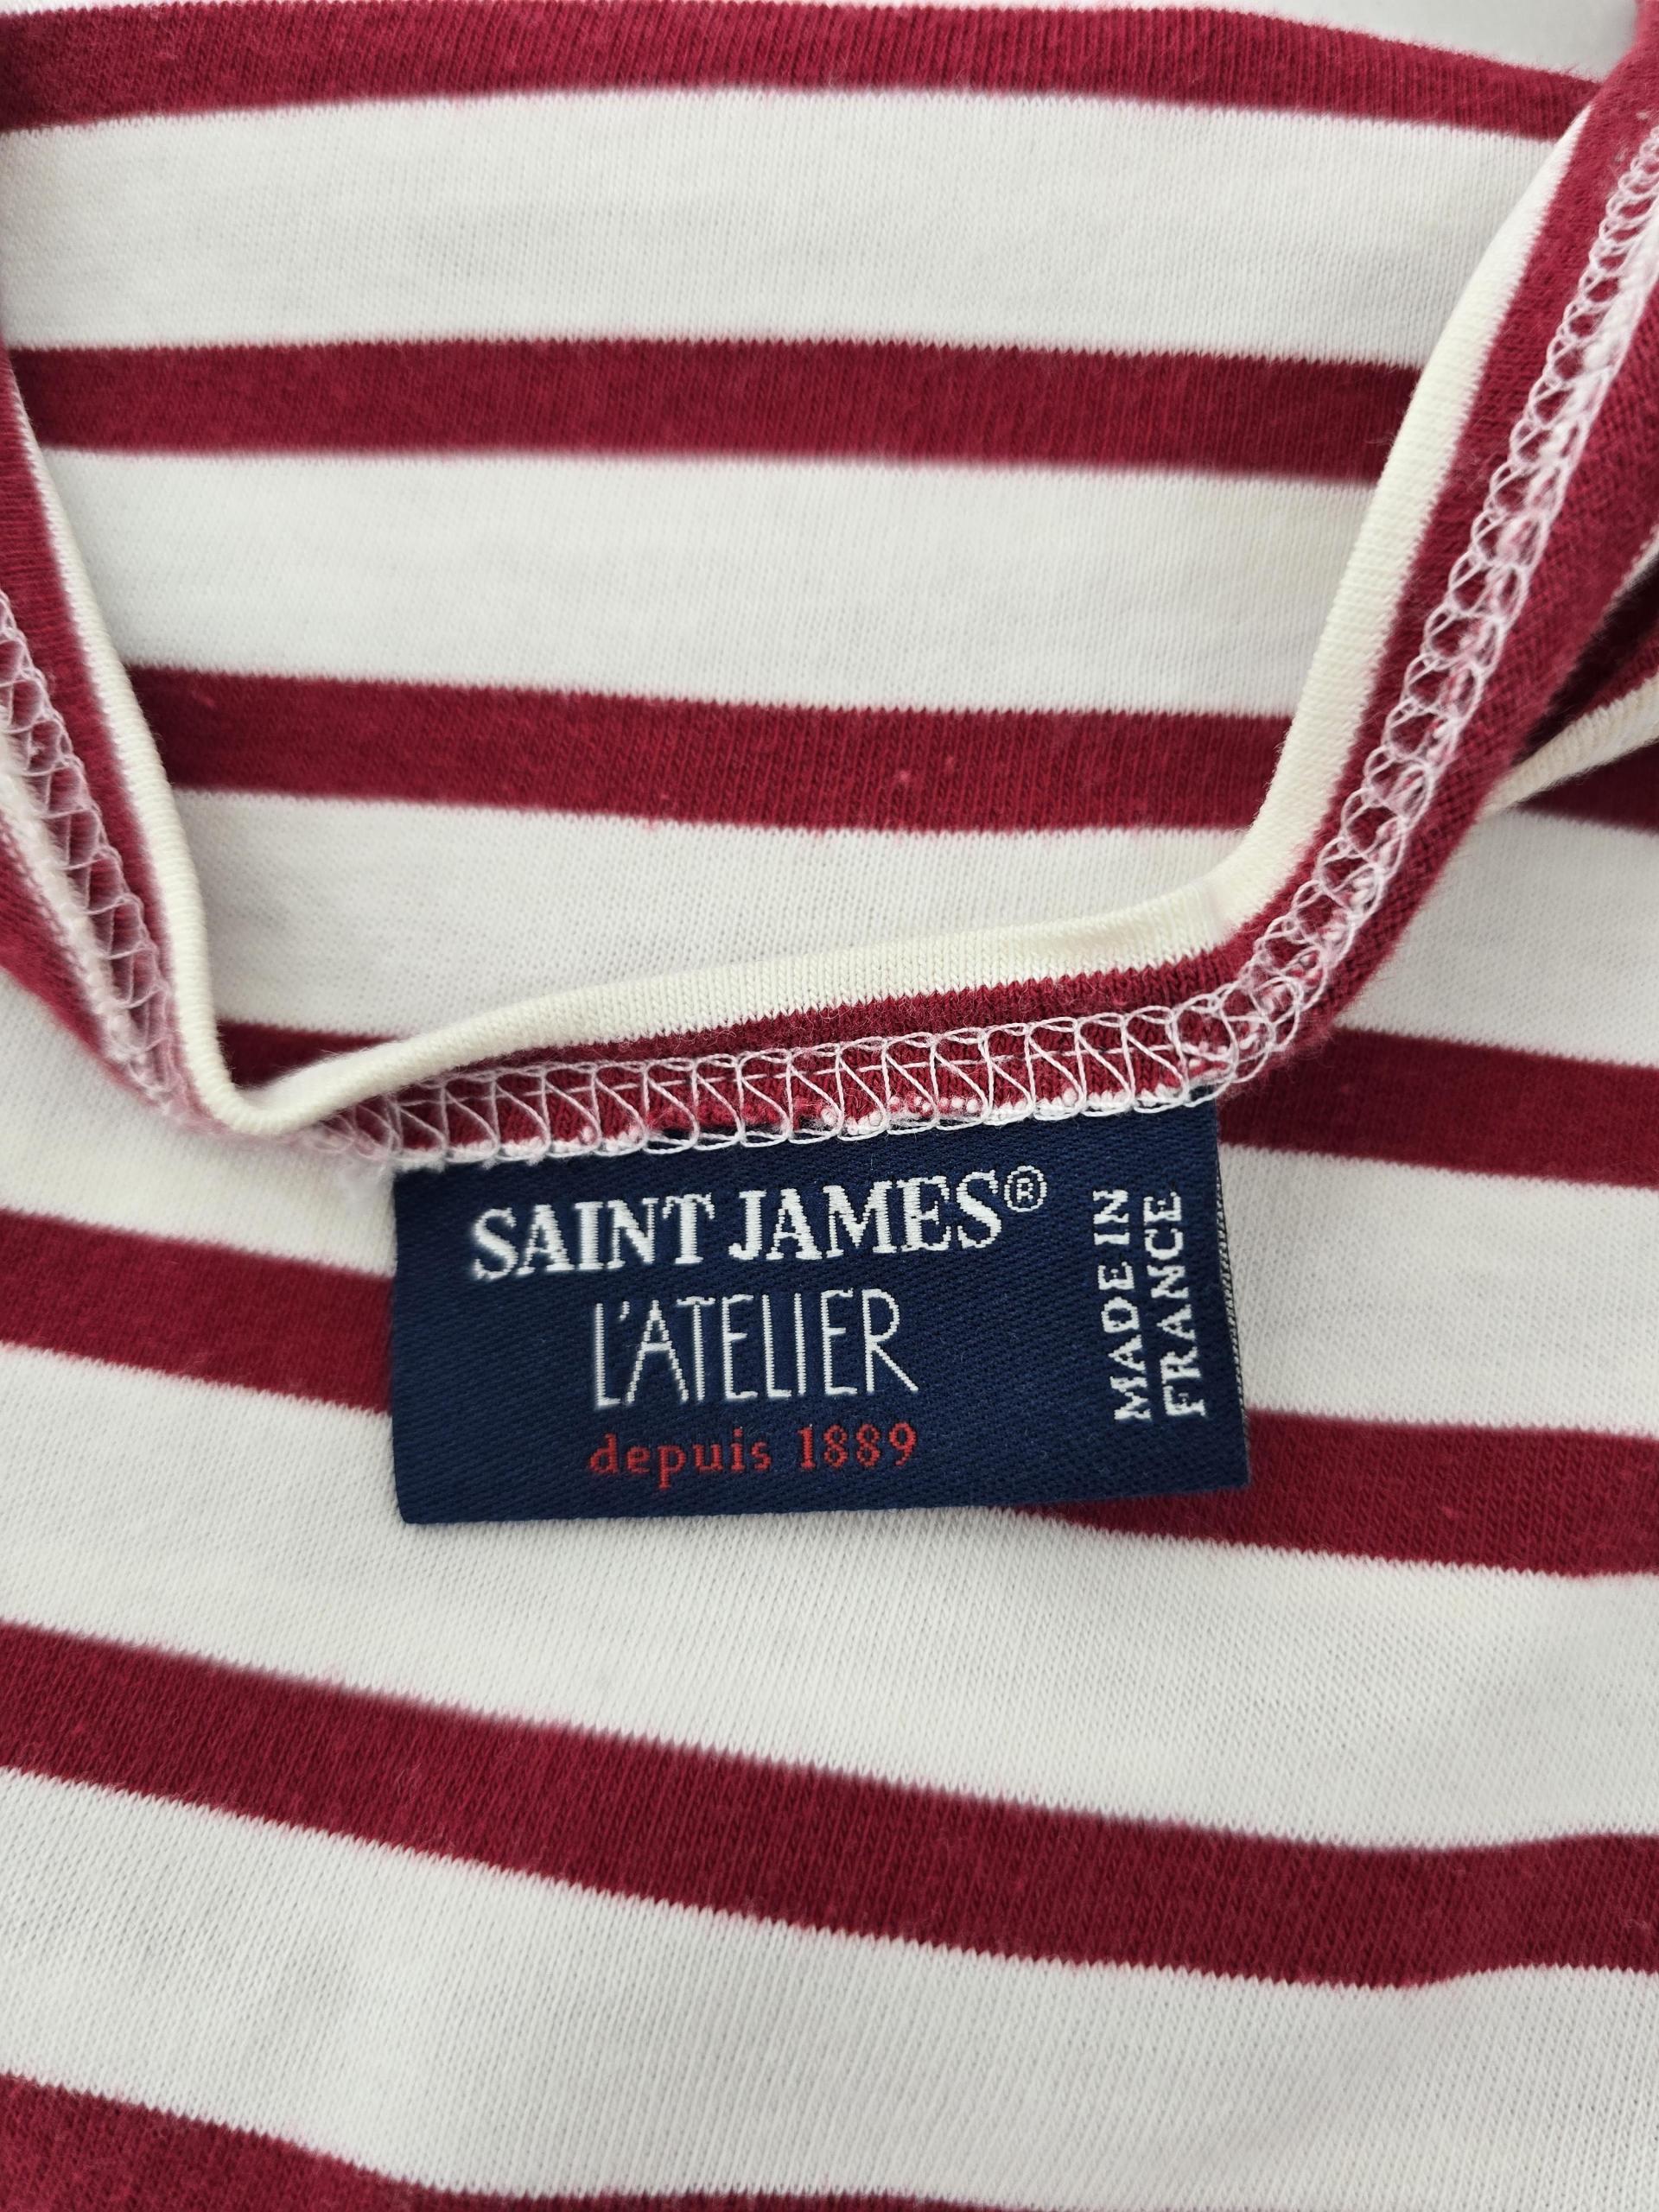 SAINT JAMES®
L'ATELIER
depuis 1889
MADE IN
FRANCE